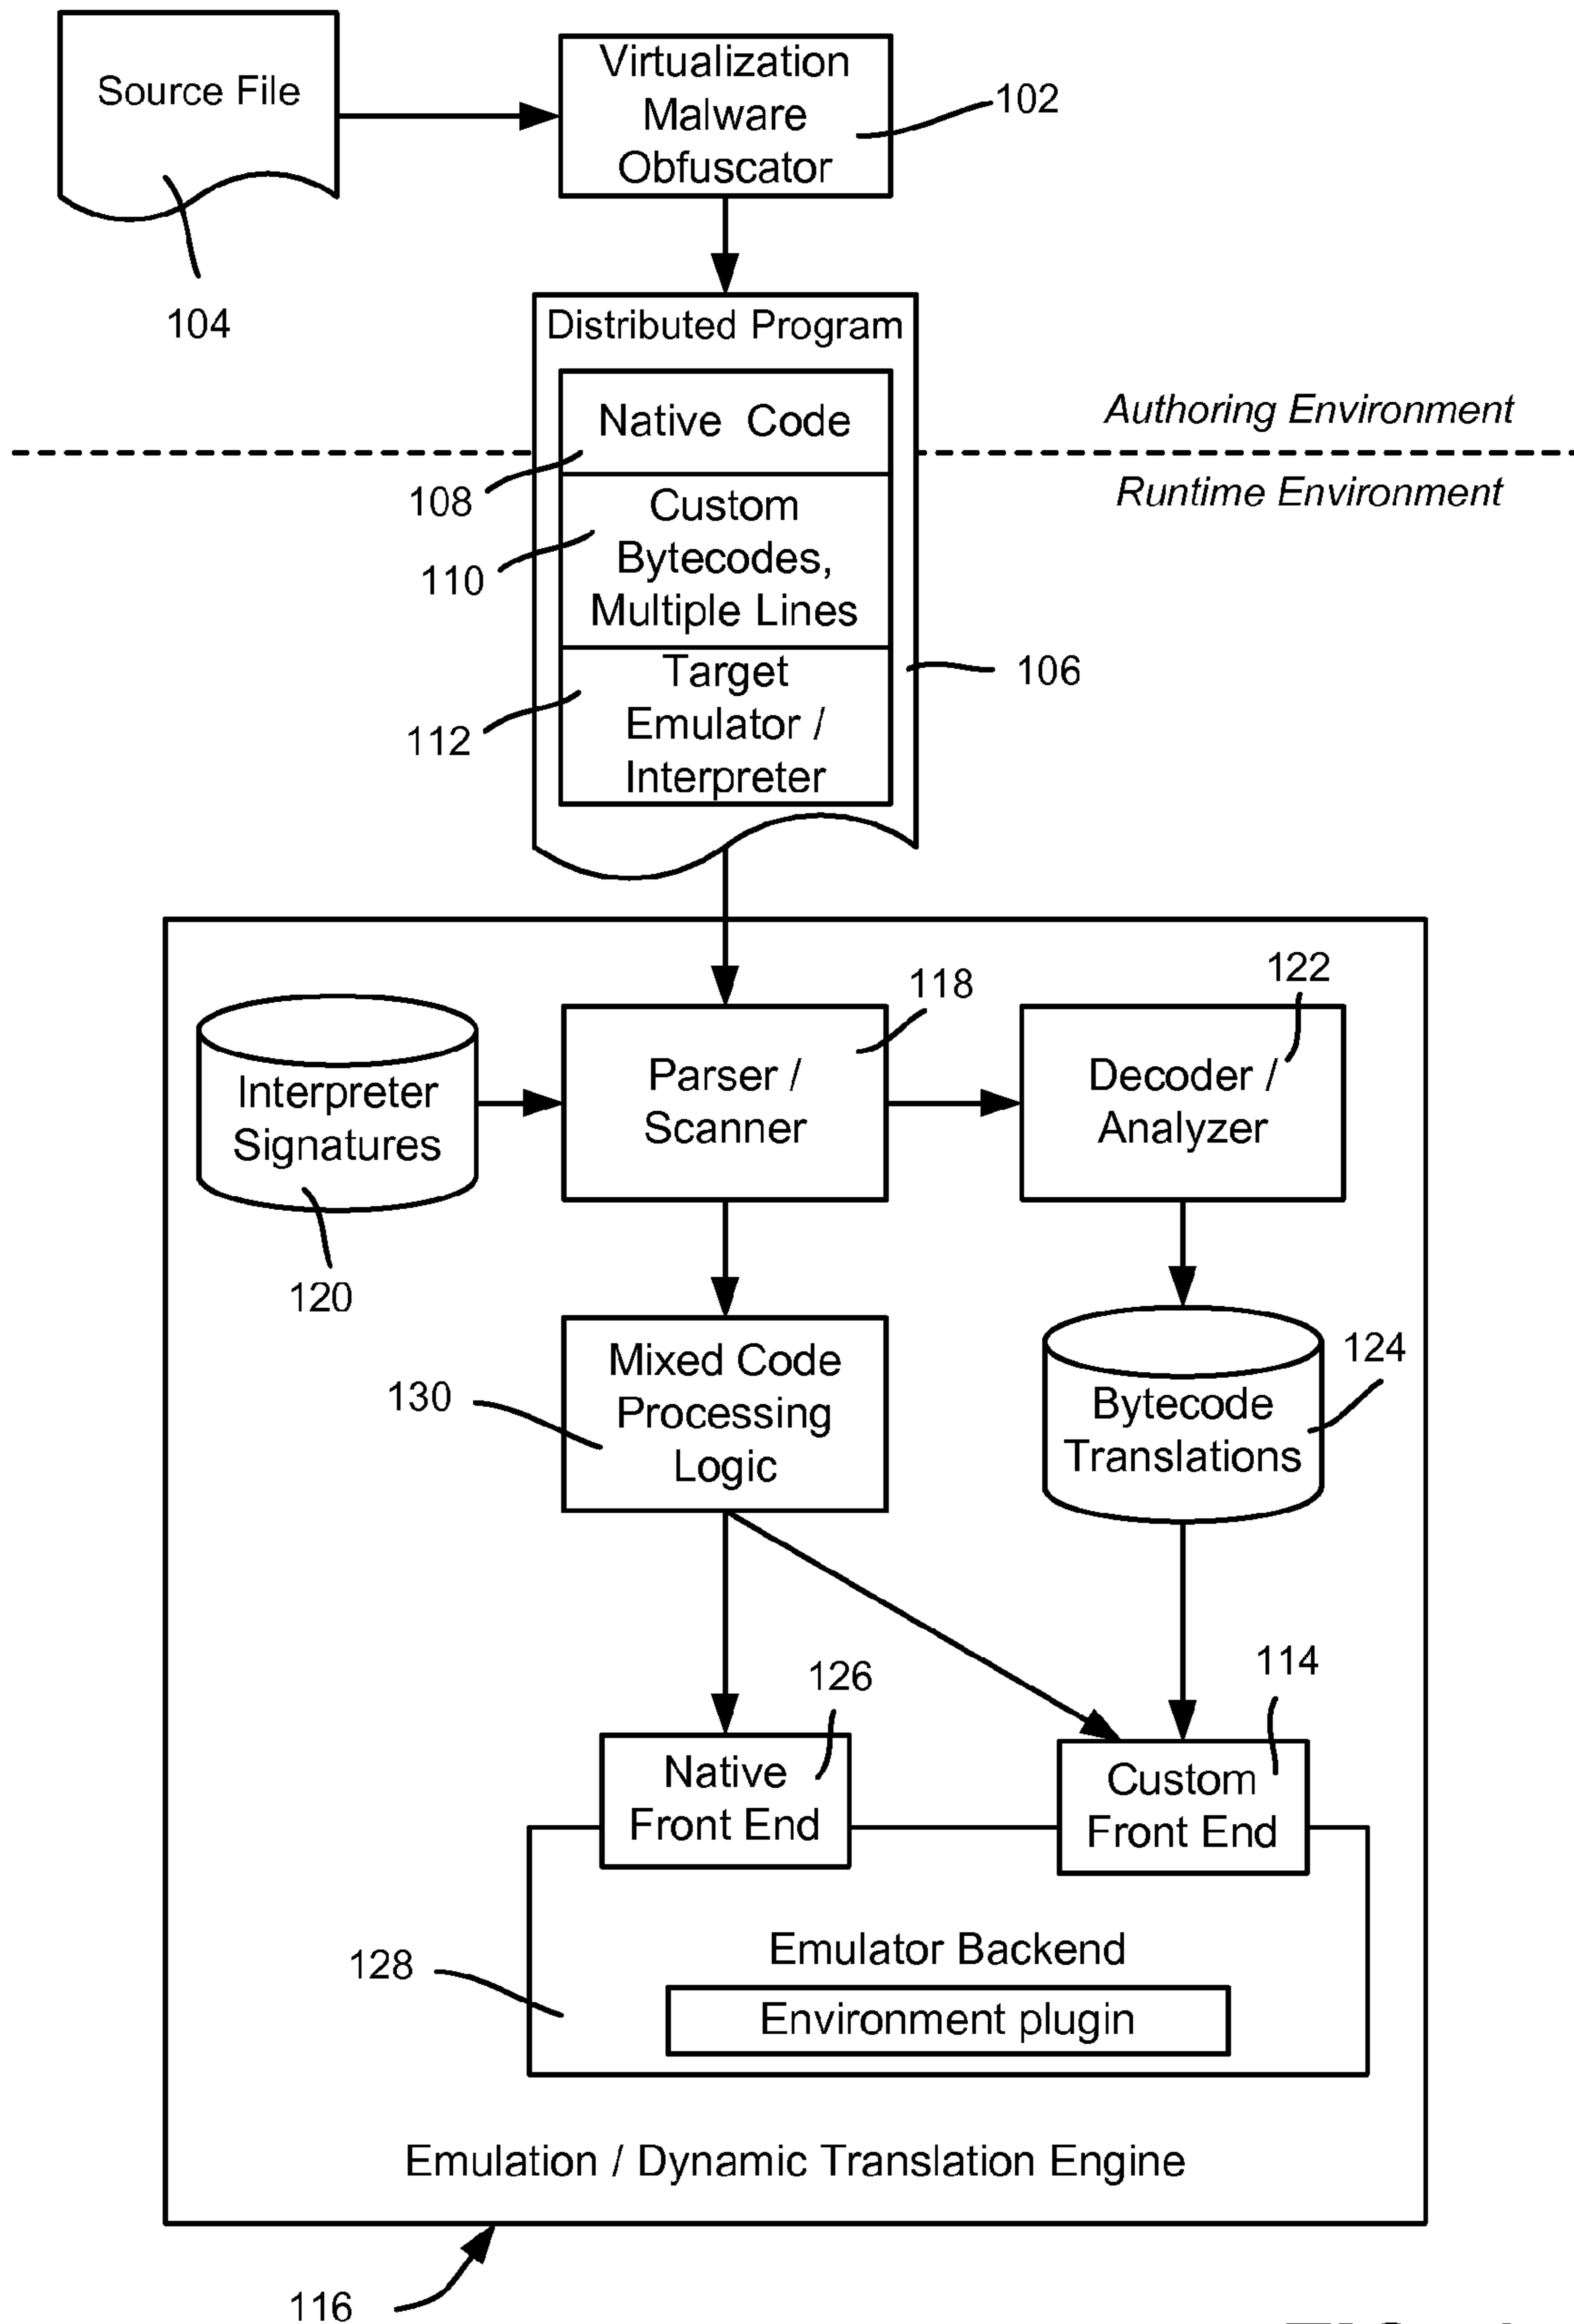 Source File
Virtualization
Malware
Obfuscator
102
104
Distributed Program
Native Code
Authoring Environment
Runtime Environment
108
Custom
Bytecodes,
Multiple Lines
110
106
Target
Emulator /
Interpreter
112
118
122
Interpreter
Signatures
Parser /
Scanner
Decoder /
Analyzer
120
Mixed Code
Processing
Logic
130
124
Bytecode
Translations
126
114
Native
Front End
Custom
Front End
Emulator Backend
128
Environment plugin
Emulation / Dynamic Translation Engine
116